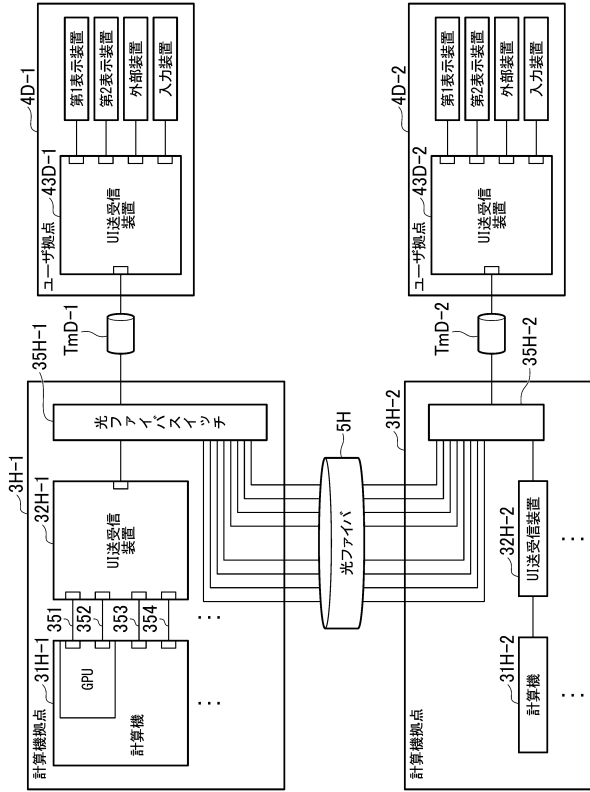 計算機拠点
3H-1
31H-1
GPU
計算機
351
352
353
354
32H-1
UI送受信
装置
光ファイバスイッチ
35H-1
TmD-1
ユーザ拠点
4D-1
43D-1
UI送受信
装置
第1表示装置
第2表示装置
外部装置
入力装置
...
...
光ファイバ
5H
計算機拠点
3H-2
31H-2
計算機
32H-2
UI送受信装置
35H-2
TmD-2
ユーザ拠点
4D-2
43D-2
UI送受信
装置
第1表示装置
第2表示装置
外部装置
入力装置
...
...